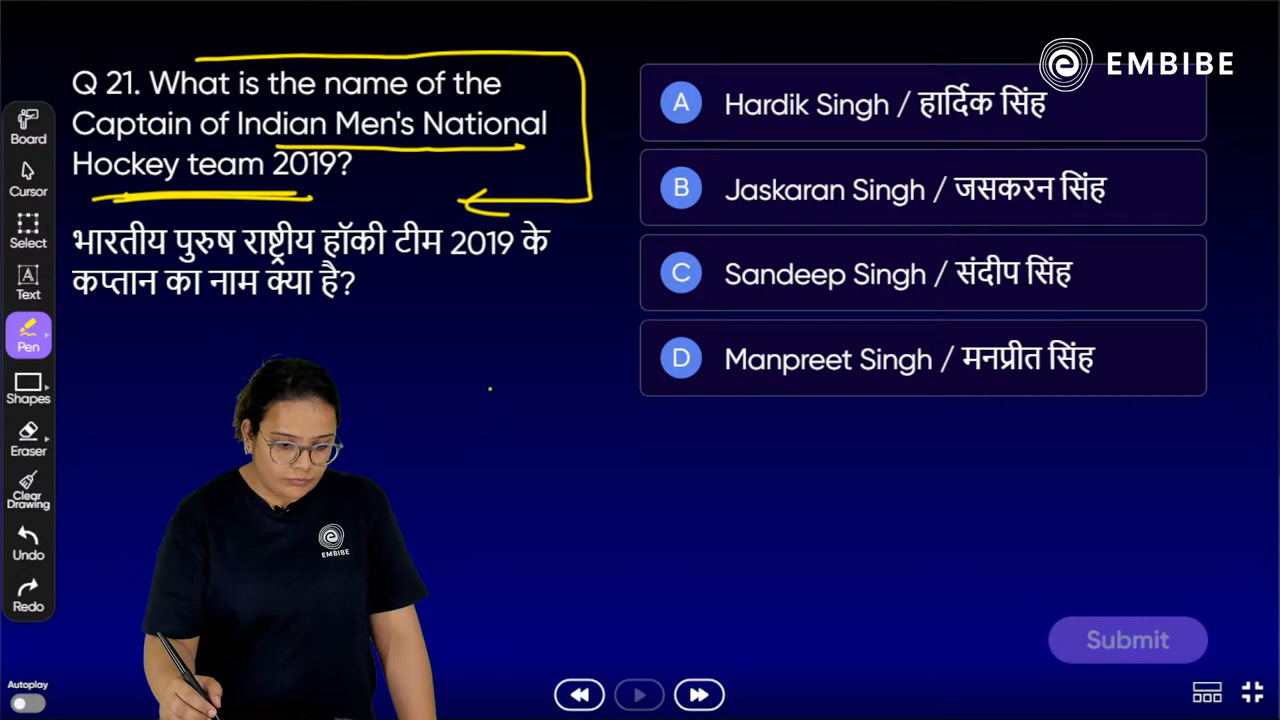 EMBIBE
Q 21. What is the name of the
Captain of Indian Men's National
Hockey team 2019?
भारतीय पुरुष राष्ट्रीय हॉकी टीम 2019 के
कप्तान का नाम क्या है?
A Hardik Singh / हार्दिक सिंह
B Jaskaran Singh / जसकरन सिंह
C Sandeep Singh / संदीप सिंह
D Manpreet Singh / मनप्रीत सिंह
Board
Cursor
Select
A
Text
Pen
Shapes
Eraser
Clear
Drawing
Undo
Redo
Autoplay
EMBIBE
Submit